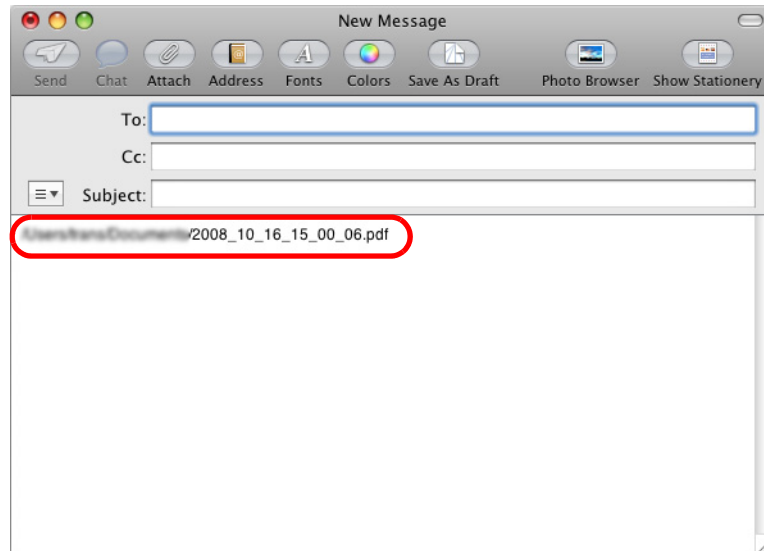 New Message
Send Chat Attach Address Fonts Colors Save As Draft Photo Browser Show Stationery
To:
Cc:
Subject:
/2008_10_16_15_00_06.pdf